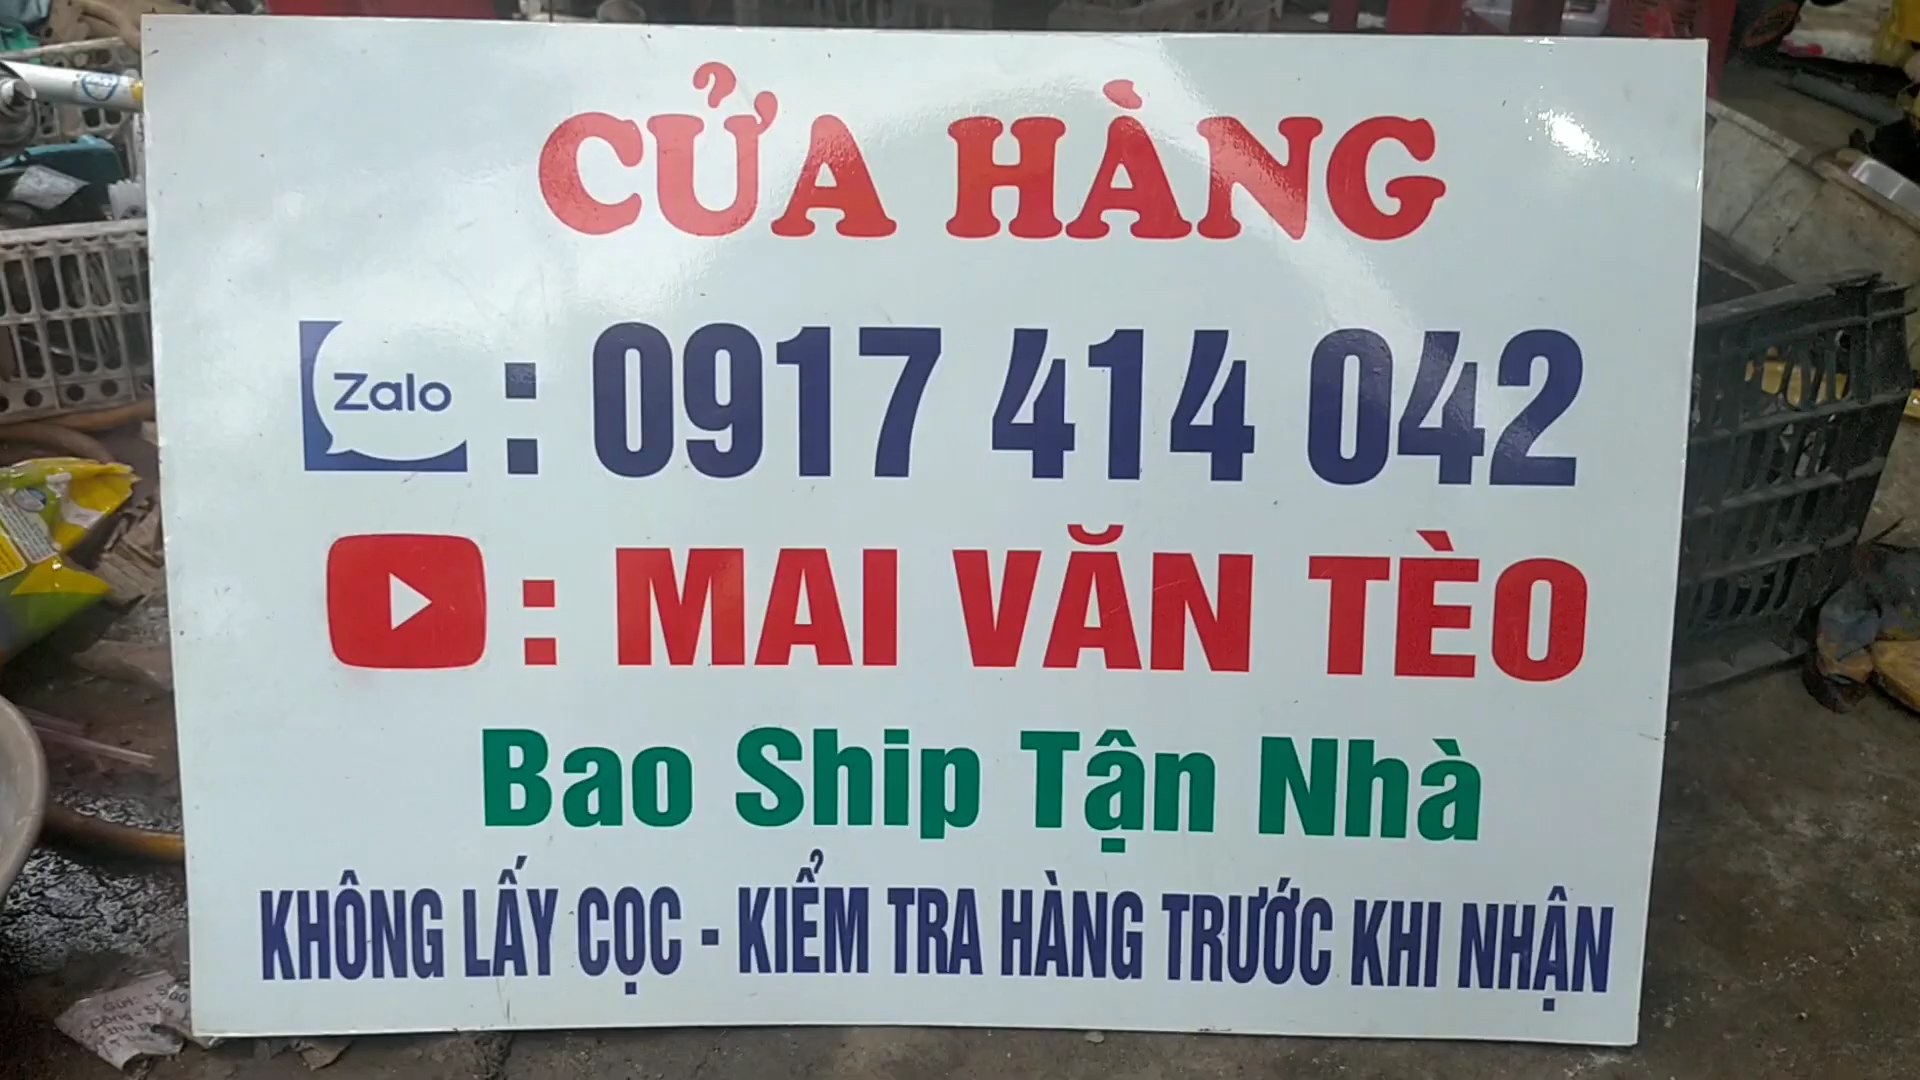 CỬA HÀNG
Zalo : 0917 414 042
: MAI VĂN TÈO
Bao Ship Tận Nhà
KHÔNG LẤY CỌC - KIỂM TRA HÀNG TRƯỚC KHI NHẬN